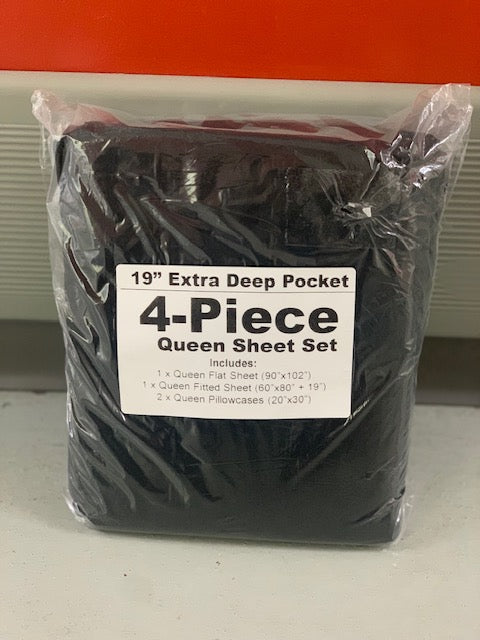 19” Extra Deep Pocket
4-Piece
Queen Sheet Set
Includes:
1 x Queen Flat Sheet (90"x102")
1 x Queen Fitted Sheet (60"x80" + 19")
2 x Queen Pillowcases (20"x30")